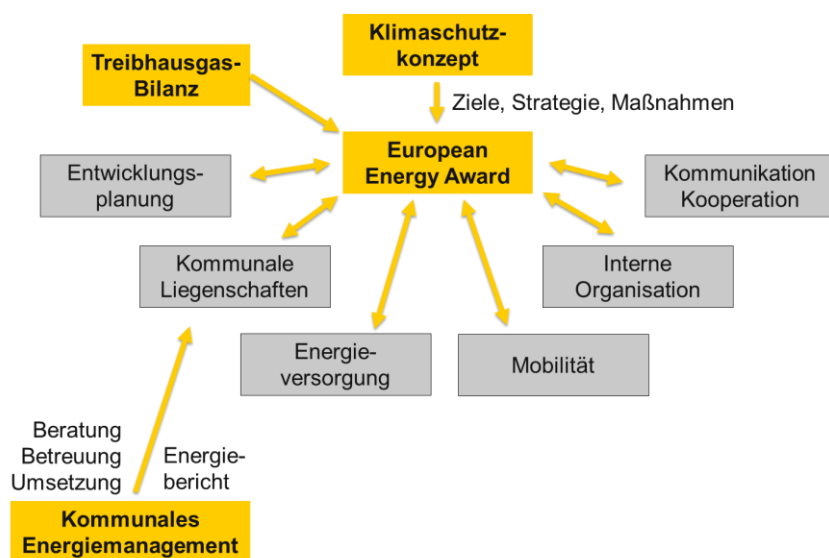 Klimaschutz-
konzept
Treibhausgas-
Bilanz
Ziele, Strategie, Maßnahmen
European
Energy Award
Entwicklungs-
planung
Kommunikation
Kooperation
Kommunale
Liegenschaften
Interne
Organisation
Energie-
versorgung
Mobilität
Beratung
Betreuung
Umsetzung
Energie-
bericht
Kommunales
Energiemanagement